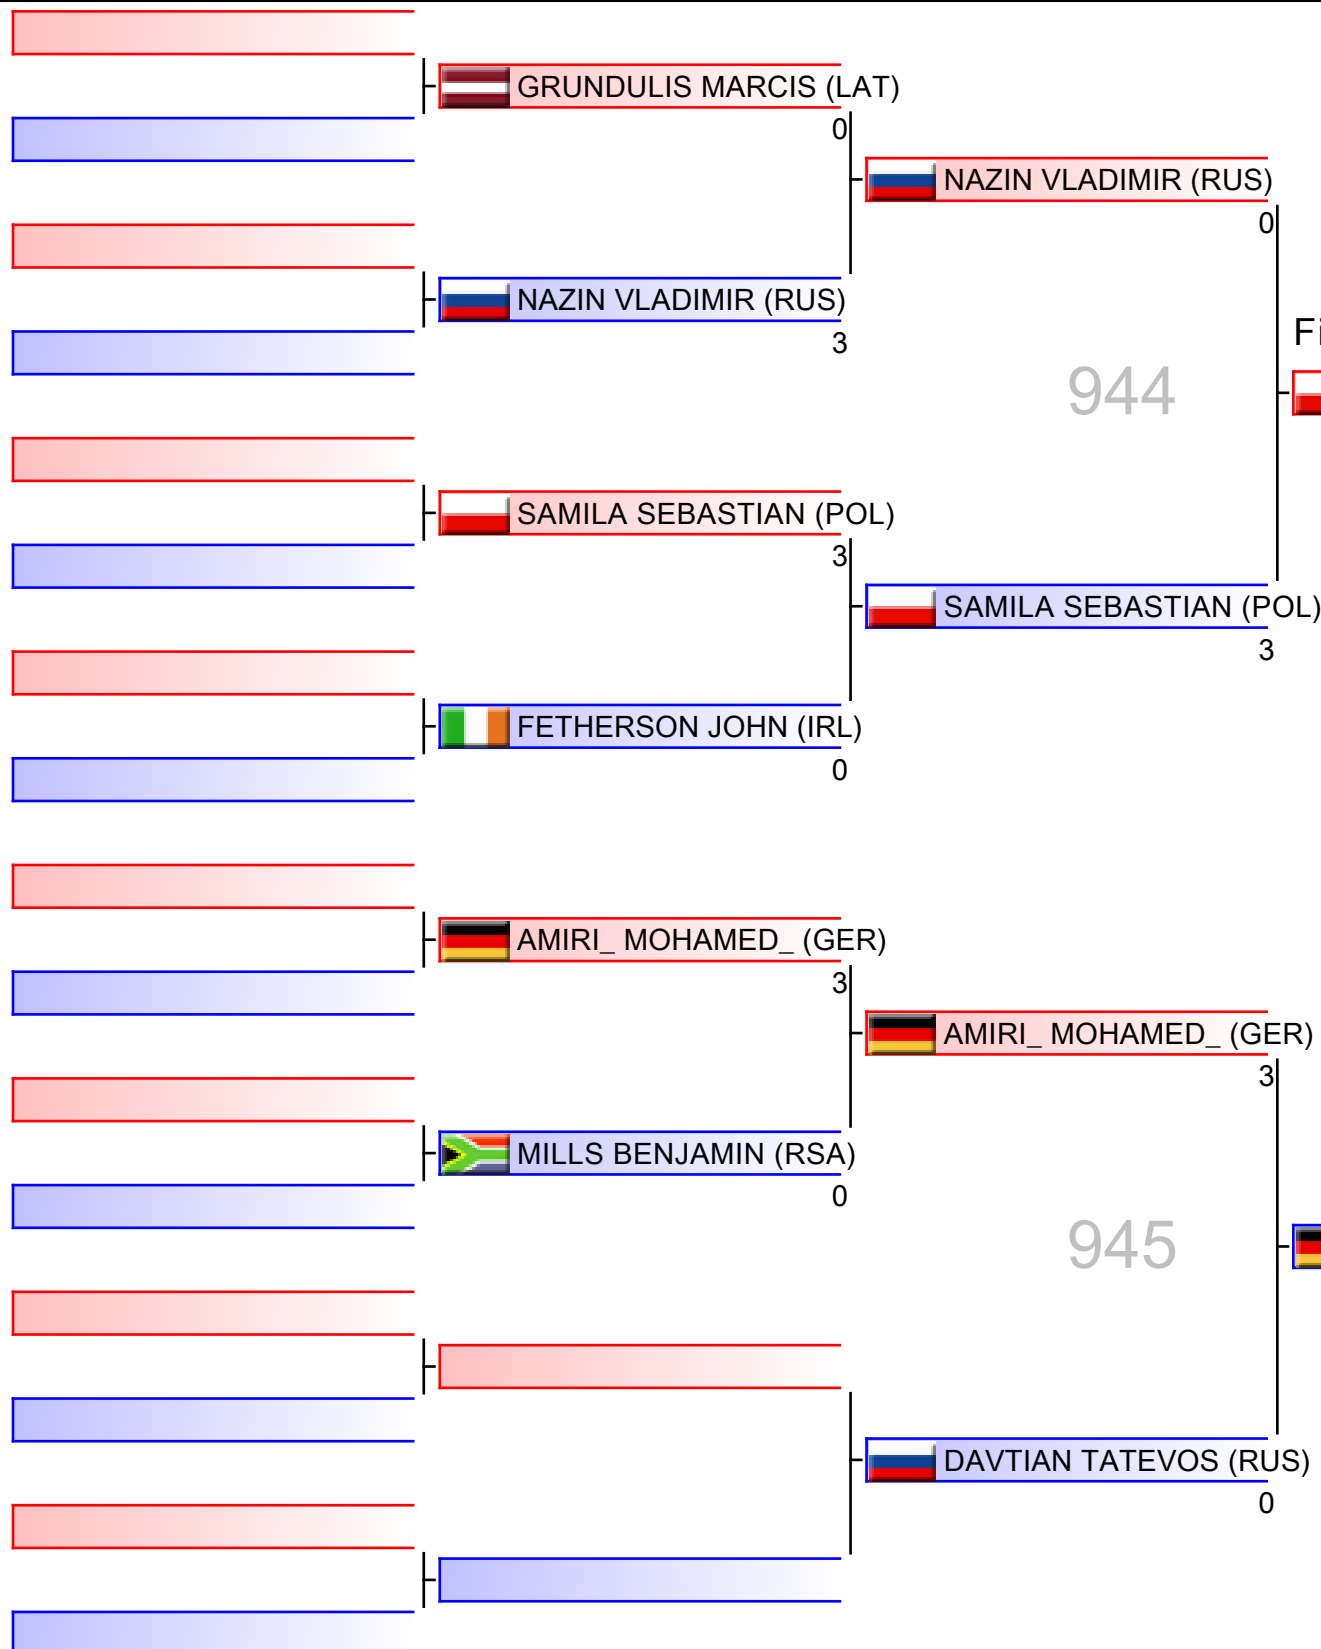 GRUNDULIS MARCIS (LAT)
0
NAZIN VLADIMIR (RUS)
0
NAZIN VLADIMIR (RUS)
3
944
SAMILA SEBASTIAN (POL)
3
SAMILA SEBASTIAN (POL)
3
FETHERSON JOHN (IRL)
0
AMIRI_ MOHAMED_ (GER)
3
AMIRI_ MOHAMED_ (GER)
3
MILLS BENJAMIN (RSA)
0
945
DAVTIAN TATEVOS (RUS)
0